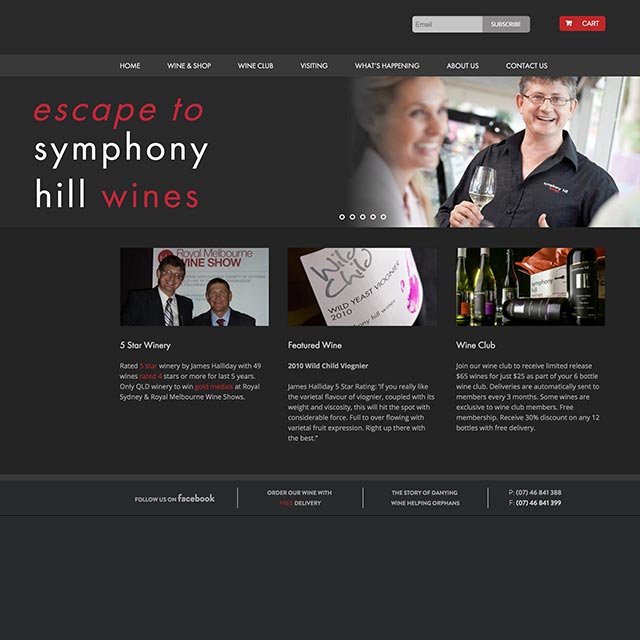 Email
SUBSCRIBE
CART
HOME
WINE & SHOP
WINE CLUB
VISITING
WHAT'S HAPPENING
ABOUT US
CONTACT US
escape to
symphony
hill wines
symphony hill
wines
Royal Melbourne
WINE SHOW
Wild
Child
WILD YEAST VIOGNIER
2010
symphony hill wines
symphony
hill
WINES
5 Star Winery
Rated 5 star winery by James Halliday with 49
wines rated 4 stars or more for last 5 years.
Only QLD winery to win gold medals at Royal
Sydney & Royal Melbourne Wine Shows.
Featured Wine
2010 Wild Child Viognier
James Halliday 5 Star Rating: 'If you really like
the varietal flavour of viognier, coupled with its
weight and viscosity, this will hit the spot with
considerable force. Full to over flowing with
varietal fruit expression. Right up there with
the best."
Wine Club
Join our wine club to receive limited release
$65 wines for just $25 as part of your 6 bottle
wine club. Deliveries are automatically sent to
members every 3 months. Some wines are
exclusive to wine club members. Free
membership. Receive 30% discount on any 12
bottles with free delivery.
FOLLOW US ON facebook
ORDER OUR WINE WITH
FREE DELIVERY
THE STORY OF DANYING
WINE HELPING ORPHANS
P: (07) 46 841 388
F: (07) 46 841 399